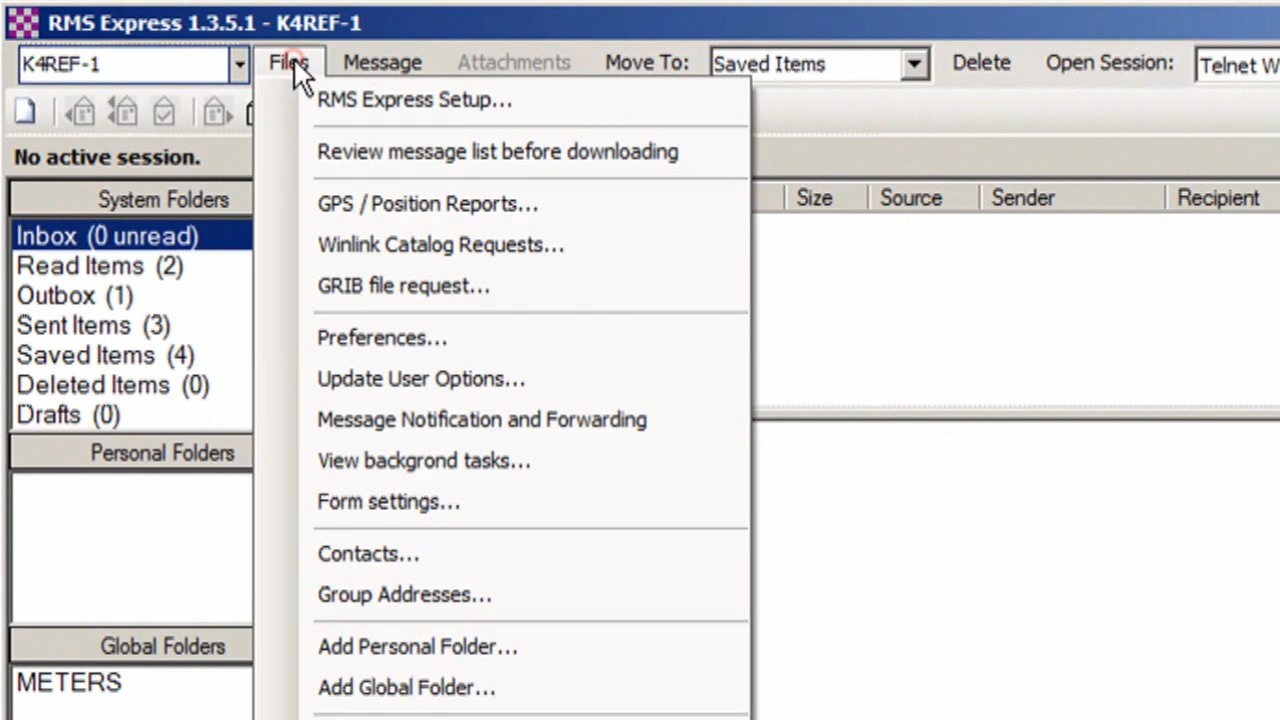 RMS Express 1.3.5.1 - K4REF-1
K4REF-1 Files Message Attachments Move To: Saved Items Delete Open Session: Telnet W
No active session.
System Folders
Inbox (0 unread)
Read Items (2)
Outbox (1)
Sent Items (3)
Saved Items (4)
Deleted Items (0)
Drafts (0)
Personal Folders
Global Folders
METERS
RMS Express Setup...
Review message list before downloading
GPS / Position Reports...
Winlink Catalog Requests...
GRIB file request...
Preferences...
Update User Options...
Message Notification and Forwarding
View backgrond tasks...
Form settings...
Contacts...
Group Addresses...
Add Personal Folder...
Add Global Folder...
Size Source Sender Recipient